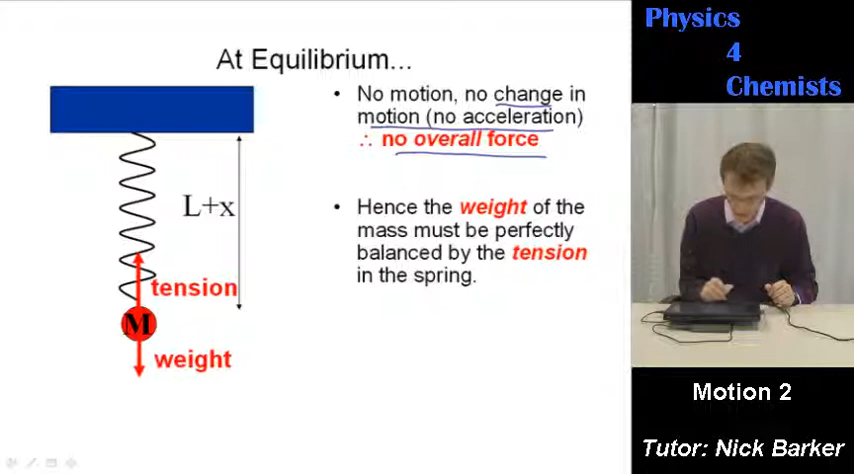 At Equilibrium...
• No motion, no change in
motion (no acceleration)
∴ no overall force
• Hence the weight of the
mass must be perfectly
balanced by the tension
in the spring.
L+x
tension
M
weight
Physics
4
Chemists
Motion 2
Tutor: Nick Barker